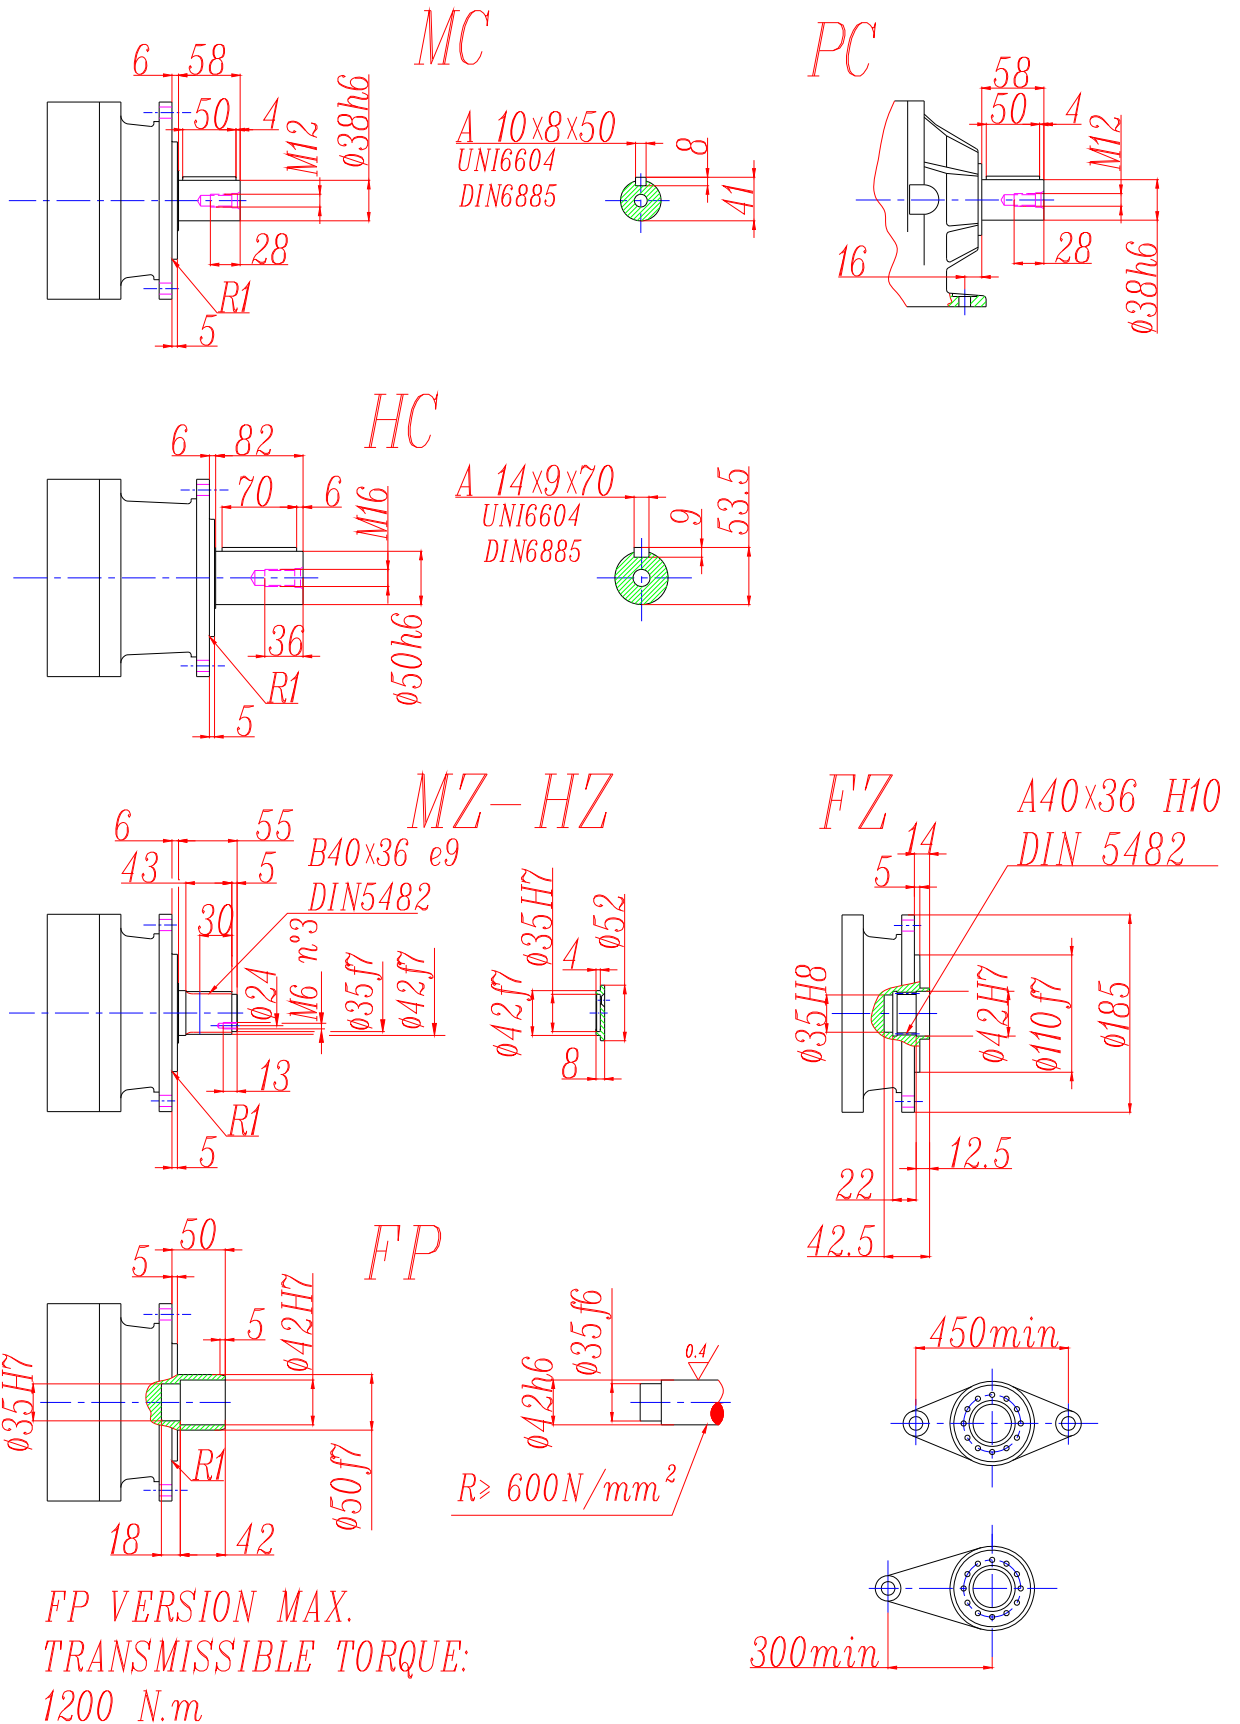 MC
6
58
50
4
M12
ø38h6
28
R1
5
A 10x8x50
UNI6604
DIN6885
8
41
PC
58
50
4
M12
16
28
ø38h6
HC
6
82
70
6
M16
36
ø50h6
R1
5
A 14x9x70
UNI6604
DIN6885
9
53.5
MZ-HZ
6
55
43
5
B40x36 e9
DIN5482
30
ø24
M6 n°3
ø35f7
ø42f7
13
R1
5
ø35H7
ø52
4
ø42f7
8
FZ
A40x36 H10
DIN 5482
14
5
ø35H8
ø42H7
ø110f7
ø185
12.5
22
42.5
FP
50
5
5
ø42H7
ø35H7
R1
ø50f7
18
42
ø35f6
ø42h6
0.4
R≥ 600N/mm²
450min
300min
FP VERSION MAX.
TRANSMISSIBLE TORQUE:
1200 N.m